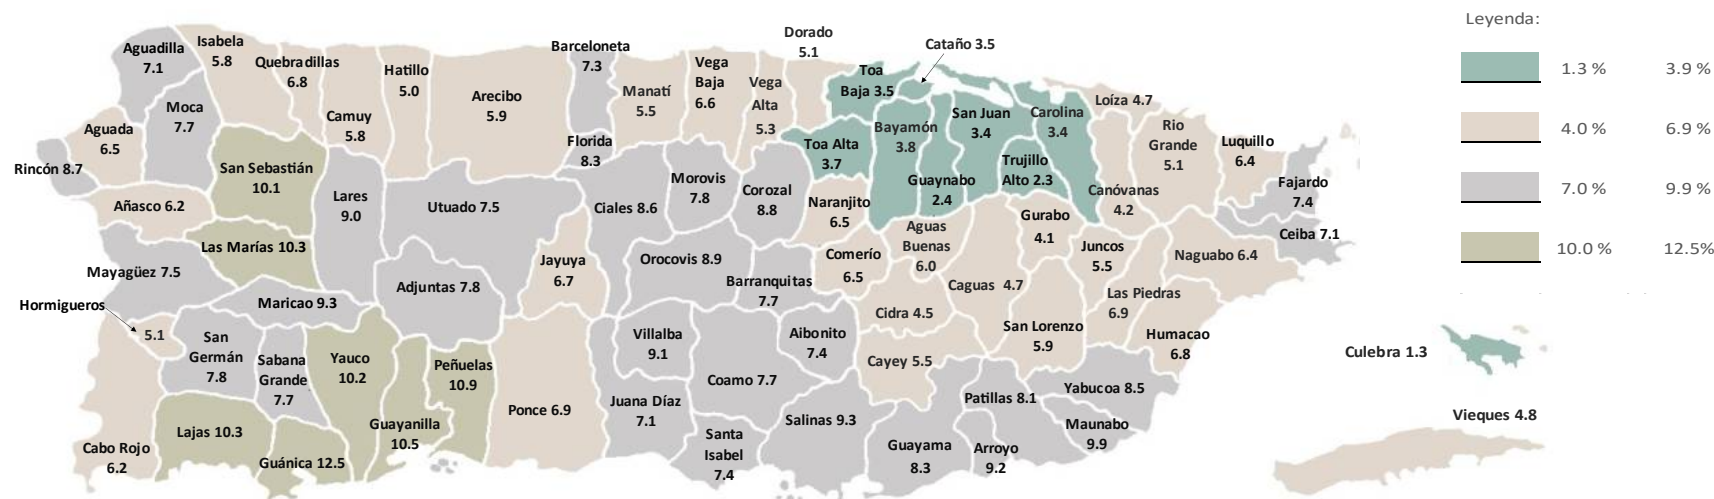 Leyenda:
1.3 % 3.9 %
4.0 % 6.9 %
7.0 % 9.9 %
10.0 % 12.5%
Aguadilla
7.1
Isabela
5.8
Quebradillas
6.8
Camuy
5.8
Hatillo
5.0
Arecibo
5.9
Barceloneta
7.3
Florida
8.3
Manatí
5.5
Vega
Baja
6.6
Vega
Alta
5.3
Dorado
5.1
Toa
Baja 3.5
Cataño 3.5
Toa Alta
3.7
Bayamón
3.8
Guaynabo
2.4
San Juan
3.4
Trujillo
Alto 2.3
Carolina
3.4
Loíza 4.7
Canóvanas
4.2
Rio
Grande
5.1
Luquillo
6.4
Fajardo
7.4
Ceiba 7.1
Moca
7.7
Aguada
6.5
Rincón 8.7
Añasco 6.2
San Sebastián
10.1
Las Marías 10.3
Mayagüez 7.5
Hormigueros
5.1
Maricao 9.3
Lares
9.0
Utuado 7.5
Adjuntas 7.8
Jayuya
6.7
Ciales 8.6
Morovis
7.8
Corozal
8.8
Naranjito
6.5
Orocovis 8.9
Barranquitas
7.7
Comerío
6.5
Aguas
Buenas
6.0
Caguas 4.7
Gurabo
4.1
Juncos
5.5
Naguabo 6.4
Las Piedras
6.9
Humacao
6.8
San Lorenzo
5.9
Cidra 4.5
Cayey 5.5
Aibonito
7.4
Villalba
9.1
Coamo 7.7
Juana Díaz
7.1
Santa
Isabel
7.4
Salinas 9.3
Guayama
8.3
Arroyo
9.2
Patillas 8.1
Maunabo
9.9
Yabucoa 8.5
Ponce 6.9
Peñuelas
10.9
Guayanilla
10.5
Yauco
10.2
Guánica 12.5
Sabana
Grande
7.7
San
Germán
7.8
Lajas 10.3
Cabo Rojo
6.2
Culebra 1.3
Vieques 4.8